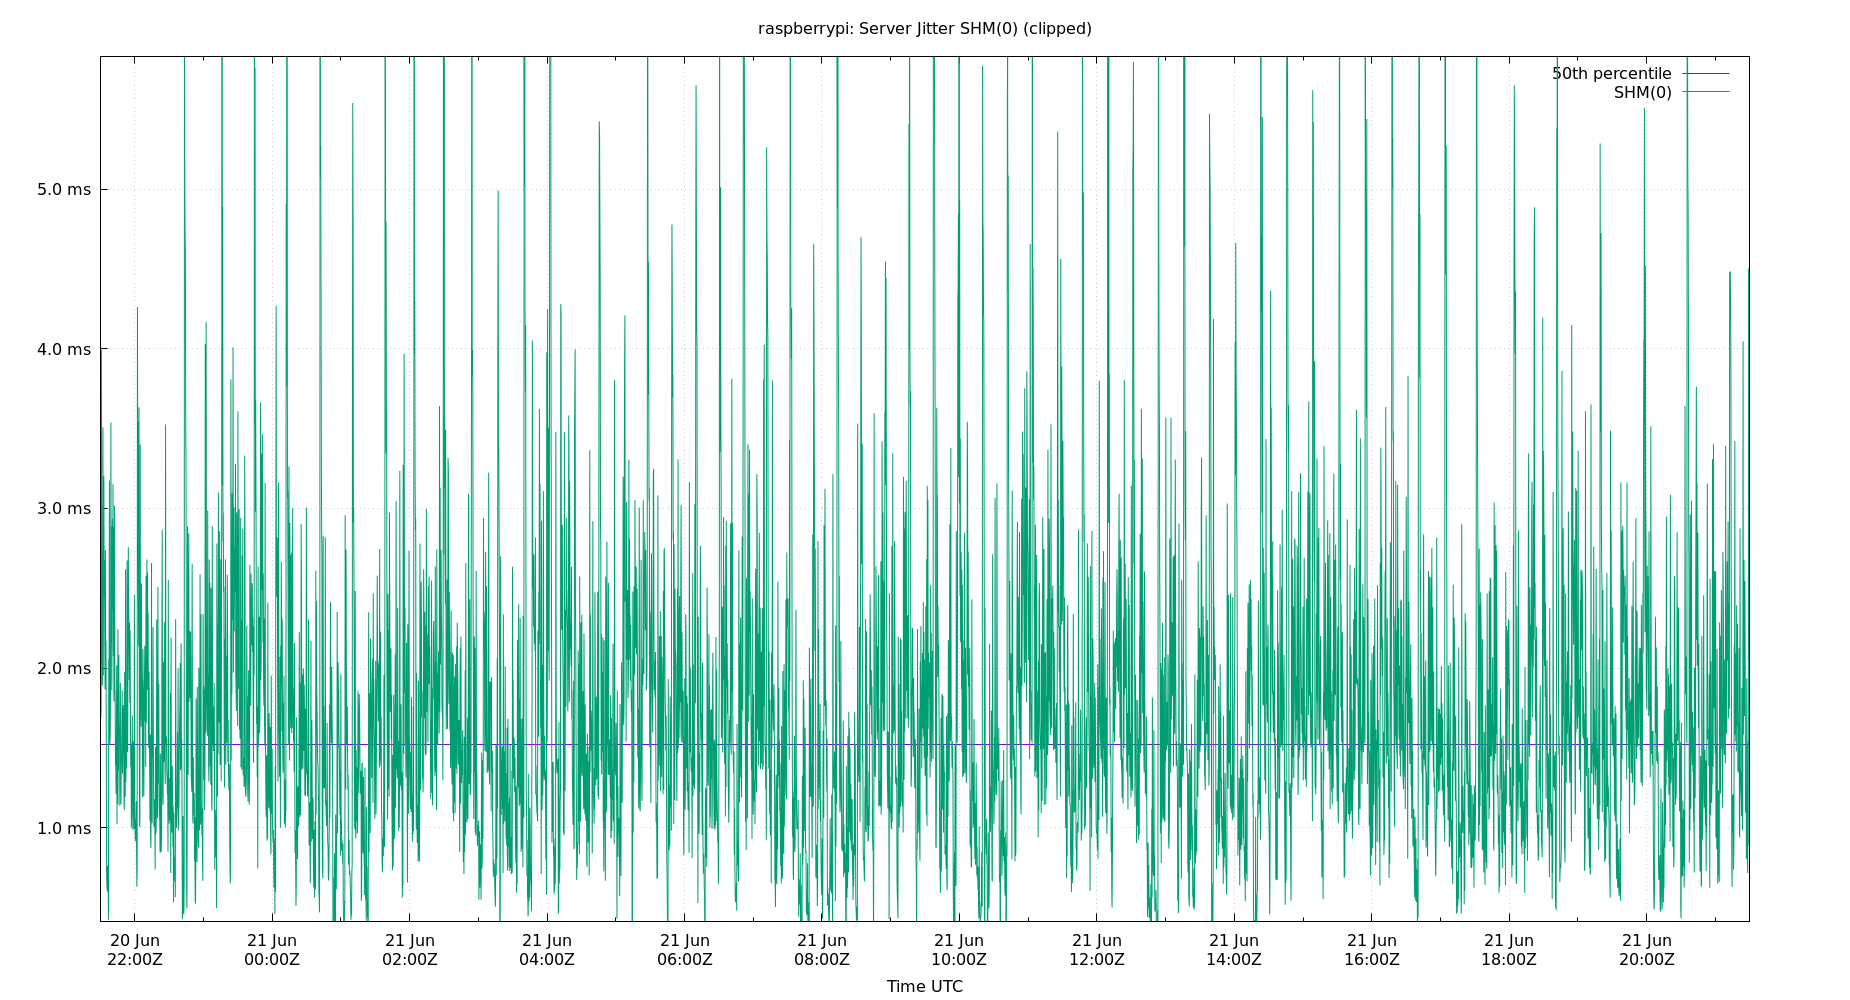 raspberrypi: Server Jitter SHM(0) (clipped)
50th percentile
SHM(0)
5.0 ms
4.0 ms
3.0 ms
2.0 ms
1.0 ms
20 Jun 21 Jun 21 Jun 21 Jun 21 Jun 21 Jun 21 Jun 21 Jun 21 Jun 21 Jun 21 Jun 21 Jun
22:00Z 00:00Z 02:00Z 04:00Z 06:00Z 08:00Z 10:00Z 12:00Z 14:00Z 16:00Z 18:00Z 20:00Z
Time UTC